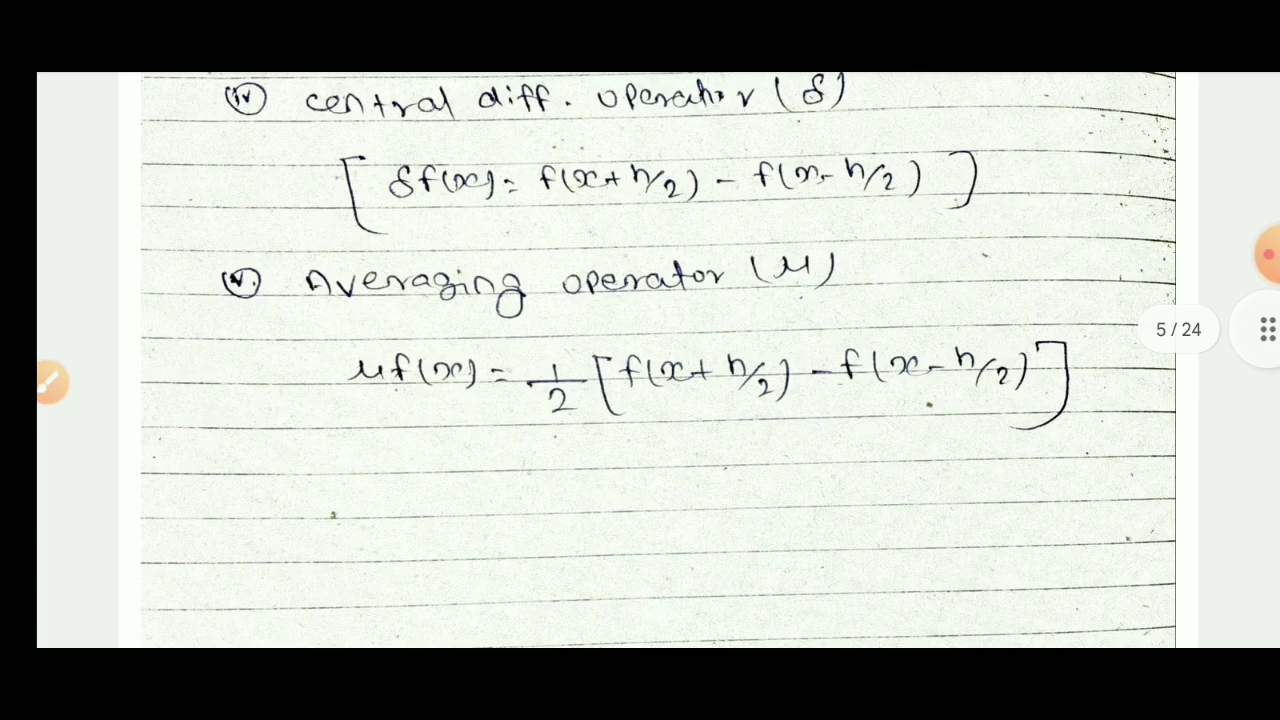 (iv) central diff. operator (δ)
[ δf(x) = f(x+h/2) - f(x-h/2) ]
(v). Averaging operator (μ)
μf(x) = 1/2 [f(x+h/2) - f(x-h/2)]
5 / 24